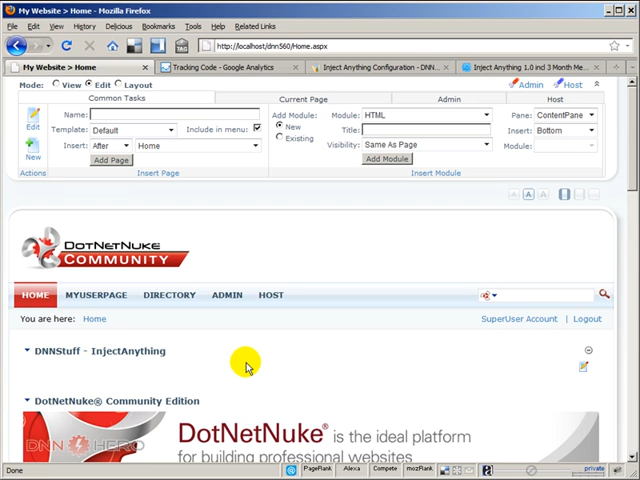 My Website > Home - Mozilla Firefox
File Edit View History Delicious Bookmarks Tools Help Related Links
http://localhost/dnn560/Home.aspx
TAG
My Website > Home
Tracking Code - Google Analytics
Inject Anything Configuration - DNN...
Inject Anything 1.0 incl 3 Month Me...
Mode: View Edit Layout
Admin Host
Common Tasks Current Page Admin Host
Edit
New
Actions
Name:
Template: Default Include in menu:
Insert: After Home
Add Page
Insert Page
Add Module: New Existing
Module: HTML
Title:
Visibility: Same As Page
Add Module
Pane: ContentPane
Insert: Bottom
Module:
Insert Module
A A A
DOTNETNUKE
COMMUNITY
HOME MYUSERPAGE DIRECTORY ADMIN HOST
You are here: Home
SuperUser Account | Logout
DNNStuff - InjectAnything
DotNetNuke® Community Edition
DotNetNuke® is the ideal platform
for building professional websites
DNN HERO
Done PageRank Alexa Compete mozRank private